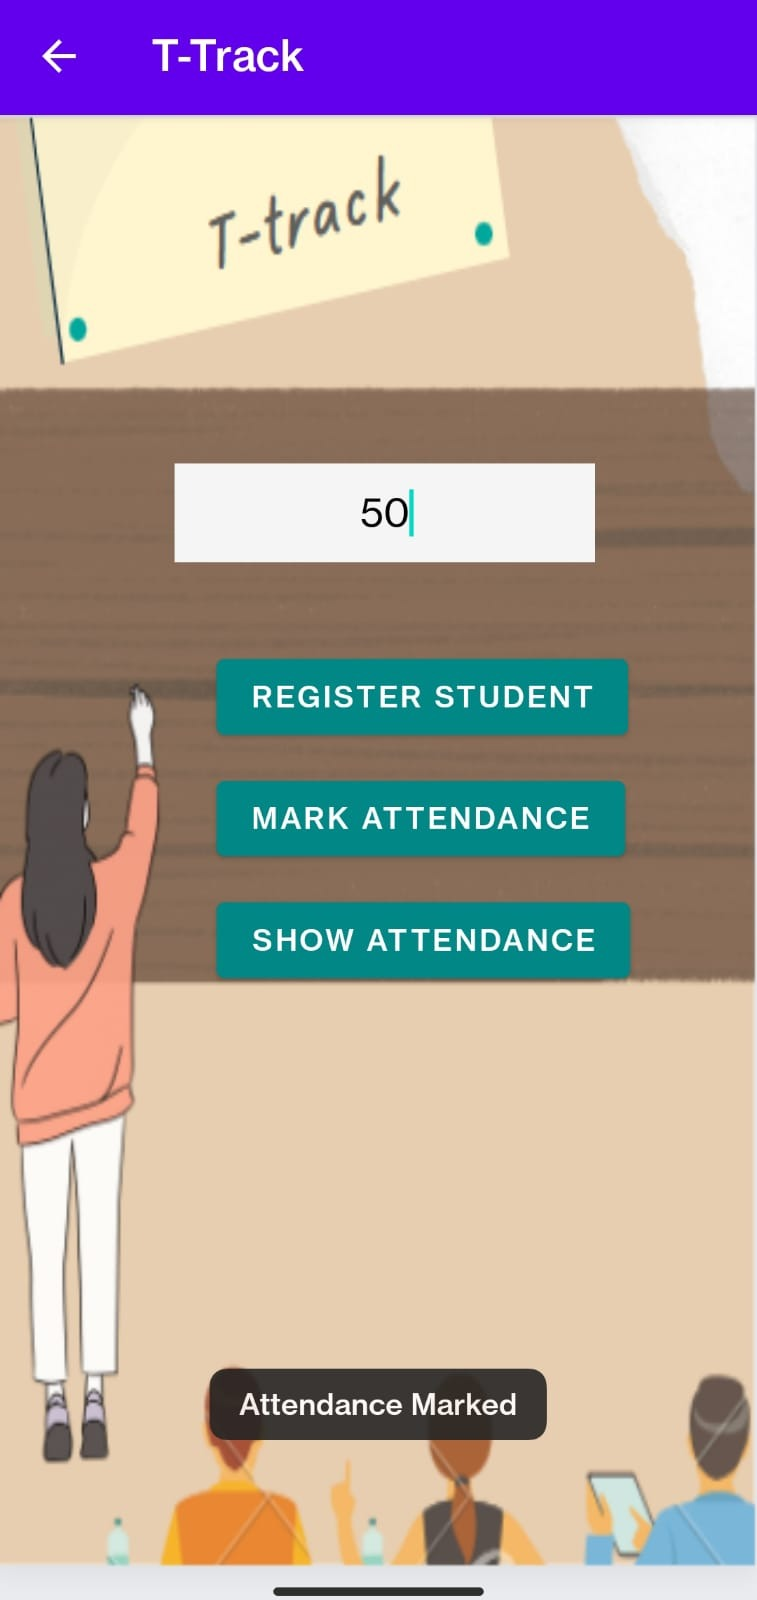 T-Track
T-track
50
REGISTER STUDENT
MARK ATTENDANCE
SHOW ATTENDANCE
Attendance Marked